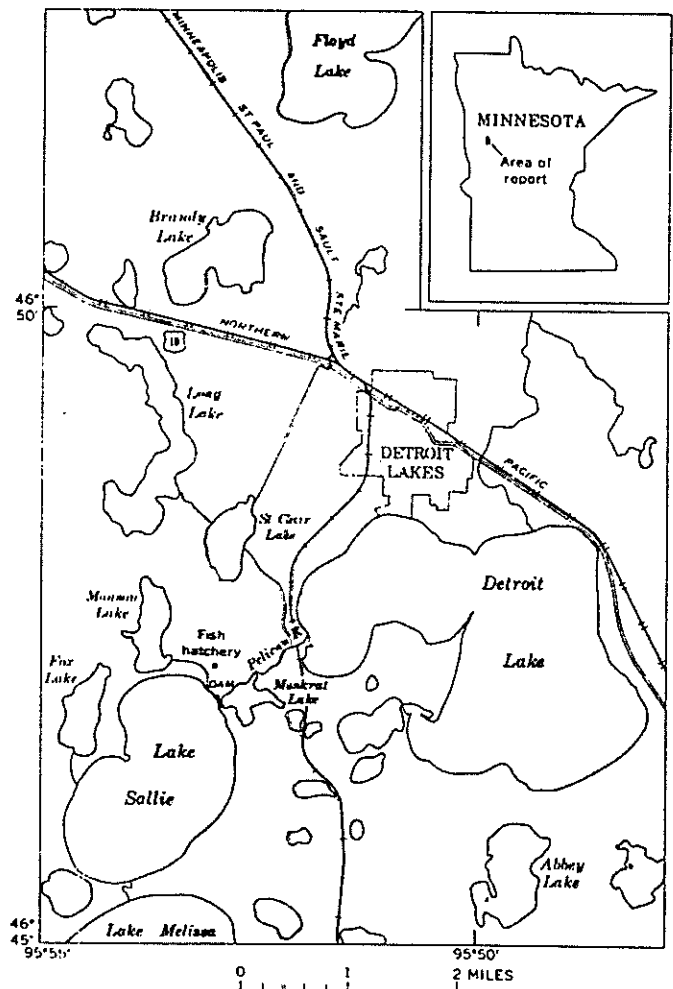 Floyd
Lake
MINNEAPOLIS
ST PAUL
AND
SAULT
STE MARIE
MINNESOTA
Area of
report
Brandy
Lake
46°
50'
NORTHERN
10
PACIFIC
Long
Lake
DETROIT
LAKES
St Clair
Lake
Detroit
Lake
Monson
Lake
Fish
hatchery
Pelican R
Fox
Lake
DAM
Muskrat
Lake
Lake
Sallie
Abbey
Lake
Lake Melissa
46°
45'
95°55'
95°50'
0 1 2 MILES